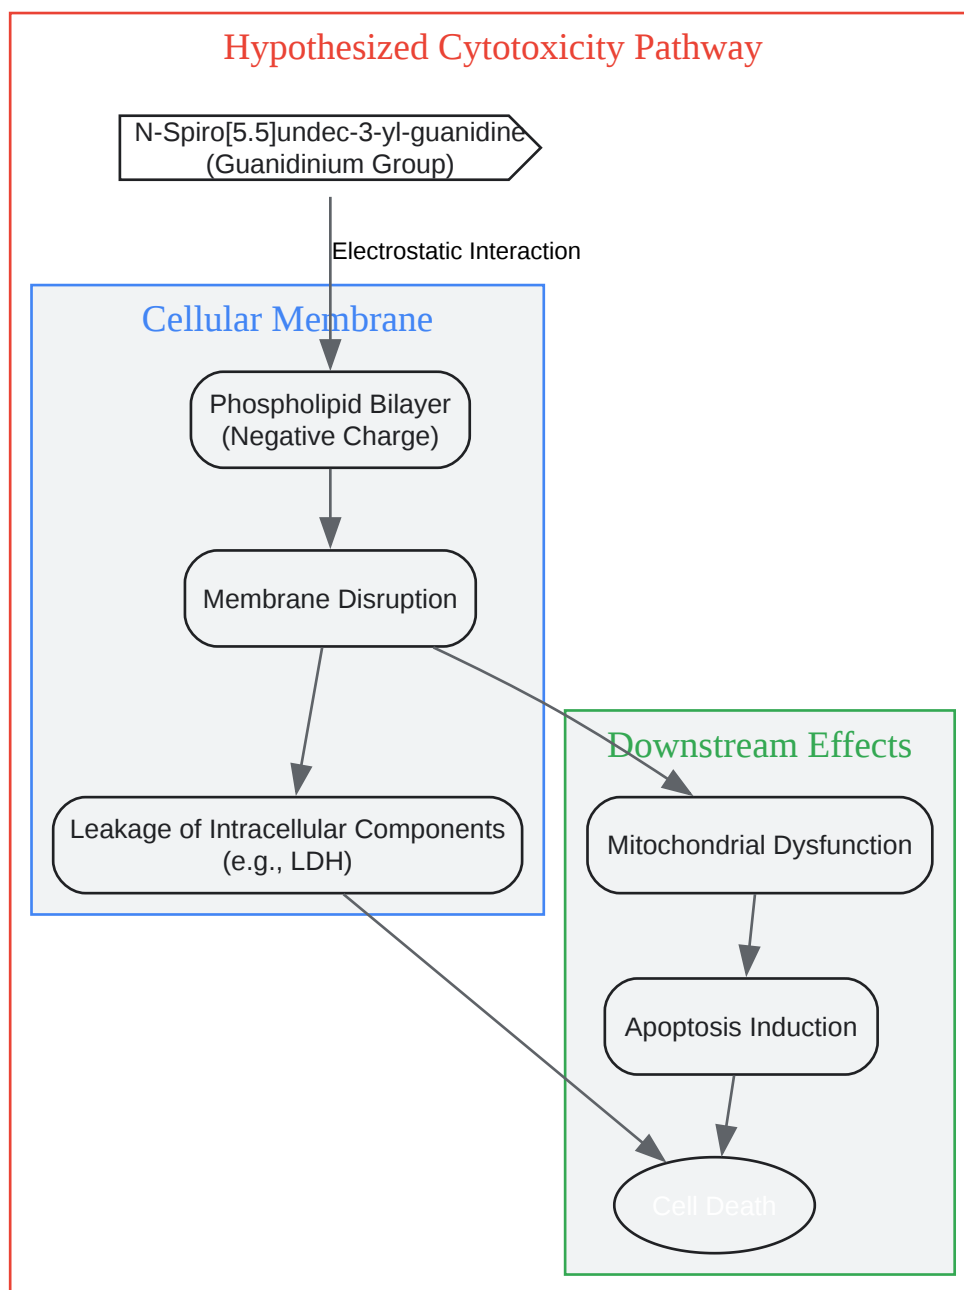 Hypothesized Cytotoxicity Pathway
N-Spiro[5.5]undec-3-yl-guanidine
(Guanidinium Group)
Electrostatic Interaction
Cellular Membrane
Phospholipid Bilayer
(Negative Charge)
Membrane Disruption
Downstream Effects
Leakage of Intracellular Components
(e.g., LDH)
Mitochondrial Dysfunction
Apoptosis Induction
Cell Death